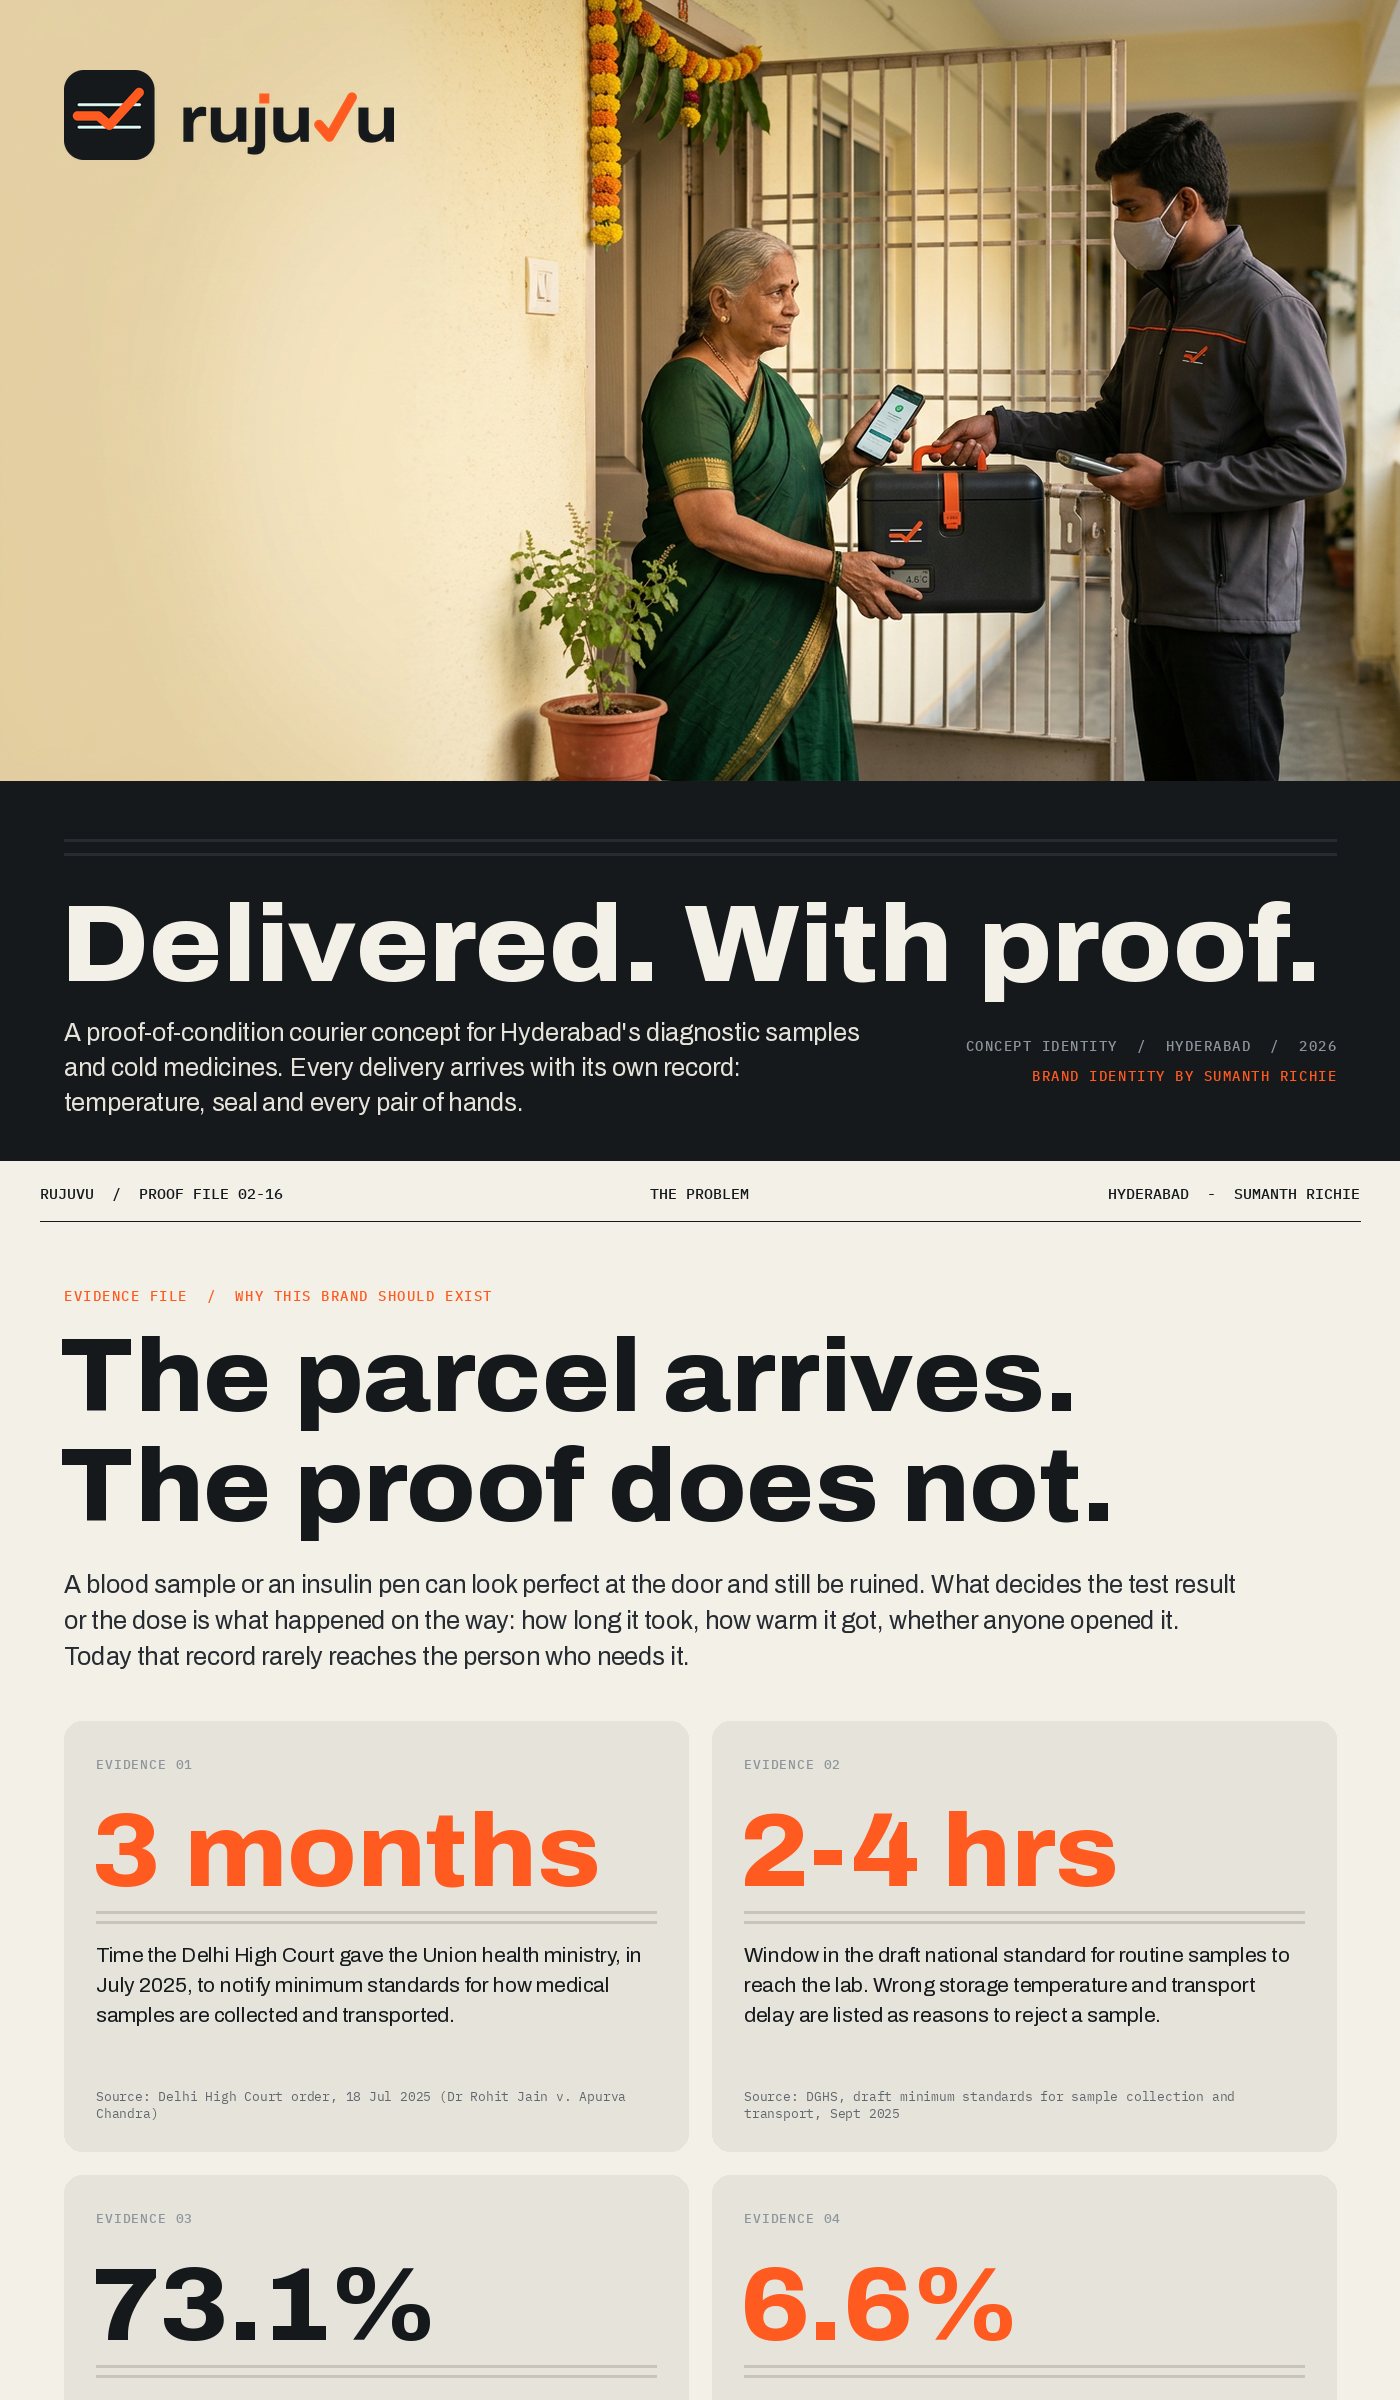 rujuvu
4.6°C
Delivered. With proof.
A proof-of-condition courier concept for Hyderabad's diagnostic samples
and cold medicines. Every delivery arrives with its own record:
temperature, seal and every pair of hands.
CONCEPT IDENTITY / HYDERABAD / 2026
BRAND IDENTITY BY SUMANTH RICHIE
RUJUVU / PROOF FILE 02-16
THE PROBLEM
HYDERABAD - SUMANTH RICHIE
EVIDENCE FILE / WHY THIS BRAND SHOULD EXIST
The parcel arrives.
The proof does not.
A blood sample or an insulin pen can look perfect at the door and still be ruined. What decides the test result
or the dose is what happened on the way: how long it took, how warm it got, whether anyone opened it.
Today that record rarely reaches the person who needs it.
EVIDENCE 01
3 months
Time the Delhi High Court gave the Union health ministry, in
July 2025, to notify minimum standards for how medical
samples are collected and transported.
Source: Delhi High Court order, 18 Jul 2025 (Dr Rohit Jain v. Apurva
Chandra)
EVIDENCE 02
2-4 hrs
Window in the draft national standard for routine samples to
reach the lab. Wrong storage temperature and transport
delay are listed as reasons to reject a sample.
Source: DGHS, draft minimum standards for sample collection and
transport, Sept 2025
EVIDENCE 03
73.1%
EVIDENCE 04
6.6%